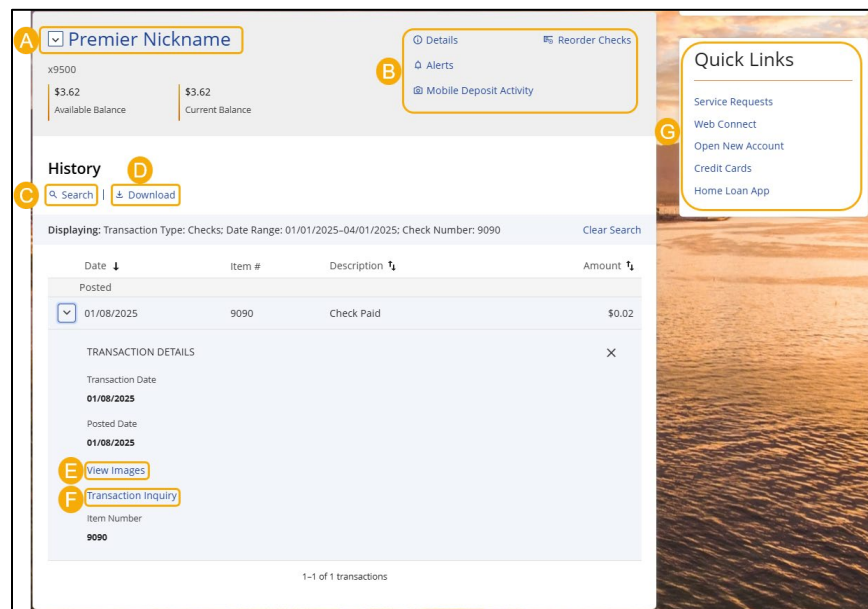 A Premier Nickname
x9500
$3.62 $3.62
Available Balance Current Balance
B
Details Reorder Checks
Alerts
Mobile Deposit Activity
History
D
C Search | Download
Displaying: Transaction Type: Checks; Date Range: 01/01/2025–04/01/2025; Check Number: 9090 Clear Search
Date Item # Description Amount
Posted
01/08/2025 9090 Check Paid $0.02
TRANSACTION DETAILS
Transaction Date
01/08/2025
Posted Date
01/08/2025
E View Images
F Transaction Inquiry
Item Number
9090
1–1 of 1 transactions
Quick Links
Service Requests
G Web Connect
Open New Account
Credit Cards
Home Loan App